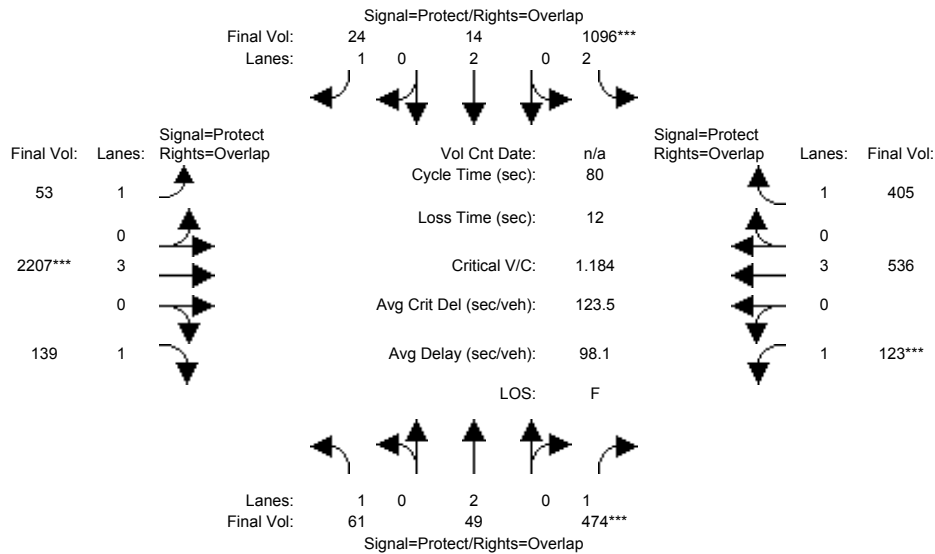 Signal=Protect/Rights=Overlap
Final Vol: 24 14 1096***
Lanes: 1 0 2 0 2
Signal=Protect
Final Vol: Lanes: Rights=Overlap
Vol Cnt Date: n/a
Signal=Protect
Rights=Overlap Lanes: Final Vol:
Cycle Time (sec): 80
53 1
1 405
Loss Time (sec): 12
0
0
2207*** 3
Critical V/C: 1.184
3 536
0
Avg Crit Del (sec/veh): 123.5
0
139 1
Avg Delay (sec/veh): 98.1
1 123***
LOS: F
Lanes: 1 0 2 0 1
Final Vol: 61 49 474***
Signal=Protect/Rights=Overlap